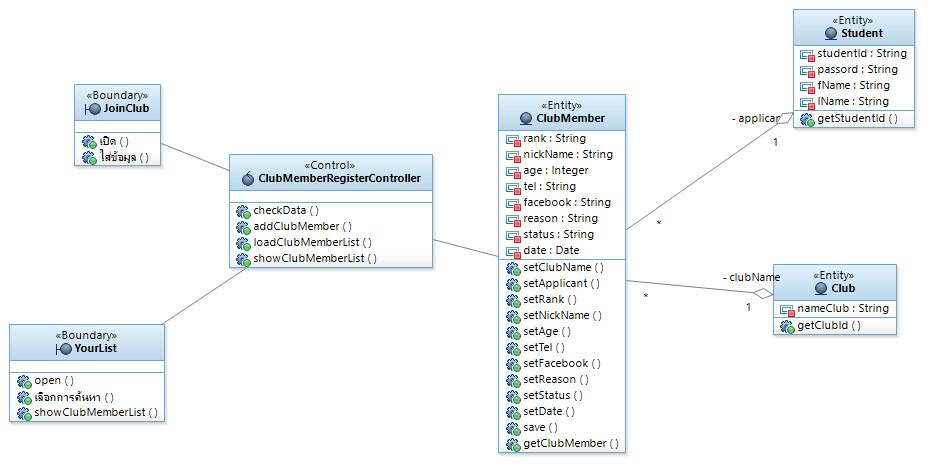 «Boundary»
JoinClub
เปิด ( )
ใส่ข้อมูล ( )
«Control»
ClubMemberRegisterController
checkData ( )
addClubMember ( )
loadClubMemberList ( )
showClubMemberList ( )
«Boundary»
YourList
open ( )
เลือกการค้นหา ( )
showClubMemberList ( )
«Entity»
ClubMember
rank : String
nickName : String
age : Integer
tel : String
facebook : String
reason : String
status : String
date : Date
setClubName ( )
setApplicant ( )
setRank ( )
setNickName ( )
setAge ( )
setTel ( )
setFacebook ( )
setReason ( )
setStatus ( )
setDate ( )
save ( )
getClubMember ( )
«Entity»
Student
studentId : String
passord : String
fName : String
lName : String
getStudentId ( )
- applican
1
*
- clubName
*
1
«Entity»
Club
nameClub : String
getClubId ( )